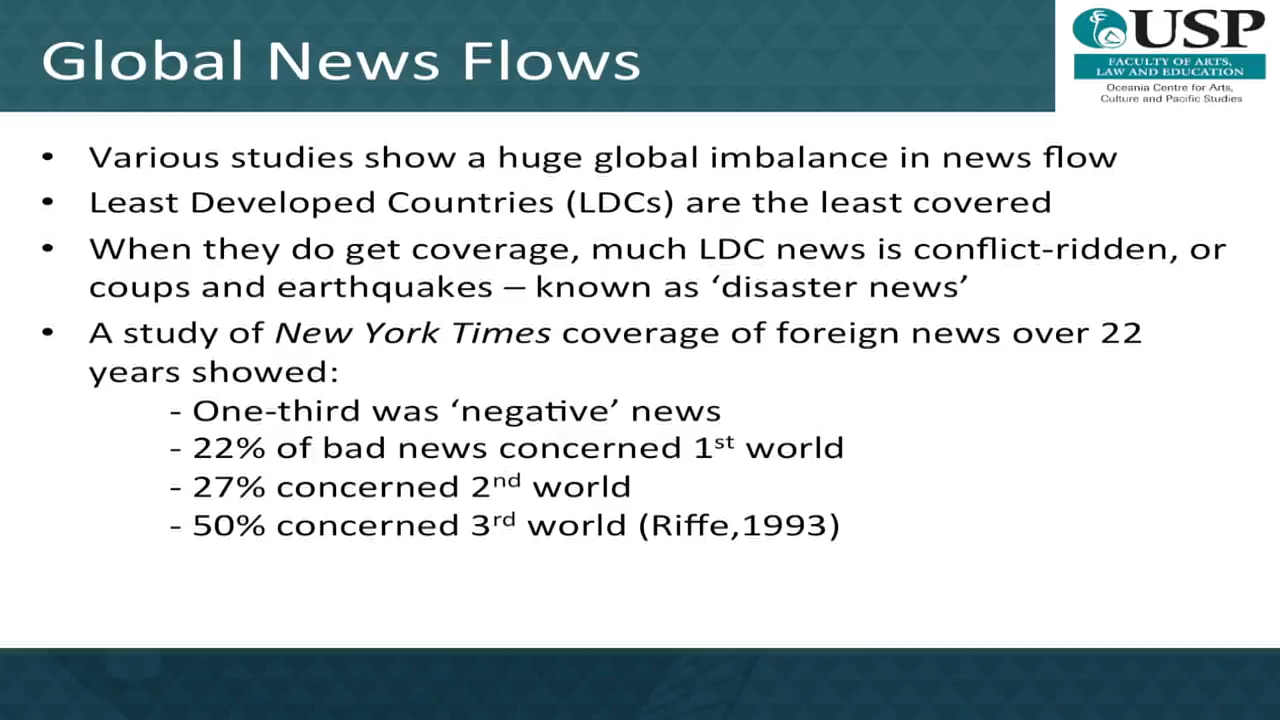 Global News Flows
USP
FACULTY OF ARTS,
LAW AND EDUCATION
Oceania Centre for Arts,
Culture and Pacific Studies
• Various studies show a huge global imbalance in news flow
• Least Developed Countries (LDCs) are the least covered
• When they do get coverage, much LDC news is conflict-ridden, or
coups and earthquakes – known as ‘disaster news’
• A study of New York Times coverage of foreign news over 22
years showed:
- One-third was ‘negative’ news
- 22% of bad news concerned 1st world
- 27% concerned 2nd world
- 50% concerned 3rd world (Riffe,1993)